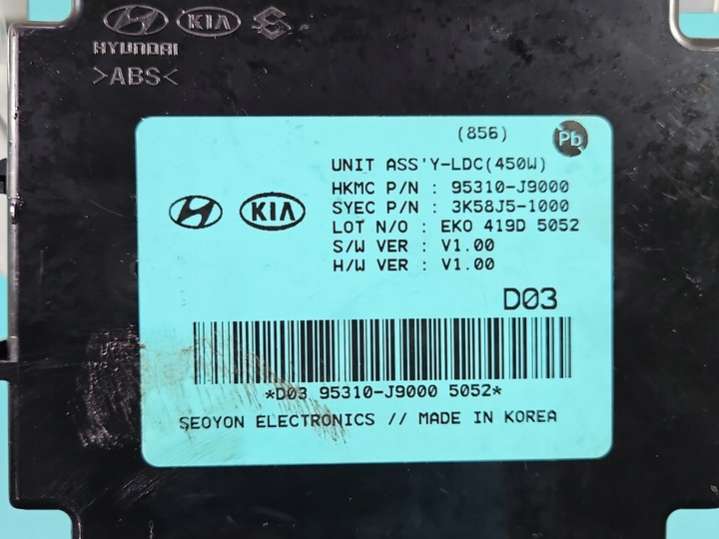 HYUNDAI KIA
>ABS<
(856) Pb
UNIT ASS'Y-LDC(450W)
HKMC P/N : 95310-J9000
SYEC P/N : 3K58J5-1000
LOT N/O : EKO 419D 5052
S/W VER : V1.00
H/W VER : V1.00
KIA
D03
*D03 95310-J9000 5052*
SEOYON ELECTRONICS // MADE IN KOREA